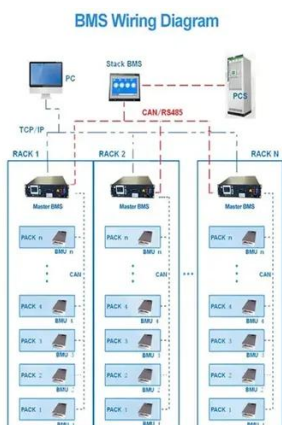 BMS Wiring Diagram
PC
Stack BMS
PCS
CAN/RS485
TCP/IP
RACK 1
RACK 2
RACK N
Master BMS
Master BMS
Master BMS
PACK n
PACK n
PACK n
BMU n
BMU n
BMU n
CAN
CAN
CAN
PACK 4
PACK 4
PACK 4
BMU 4
BMU 4
BMU 4
PACK 3
PACK 3
PACK 3
BMU 3
BMU 3
BMU 3
PACK 2
PACK 2
PACK 2
BMU 2
BMU 2
BMU 2
PACK 1
PACK 1
PACK 1